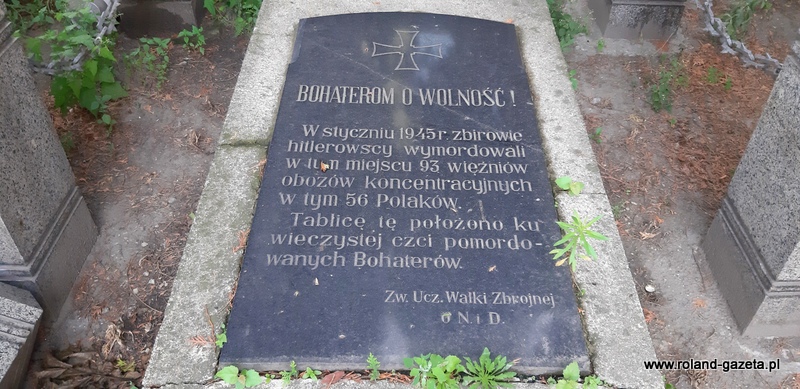 BOHATEROM O WOLNOŚĆ !
W styczniu 1945 r. zbirowie
hitlerowscy wymordowali
w tym miejscu 93 więźniów
obozów koncentracyjnych
w tym 56 Polaków.
Tablicę tę położono ku
wieczystej czci pomordo-
wanych Bohaterów.
Zw. Ucz. Walki Zbrojnej
o N i D.
www.roland-gazeta.pl